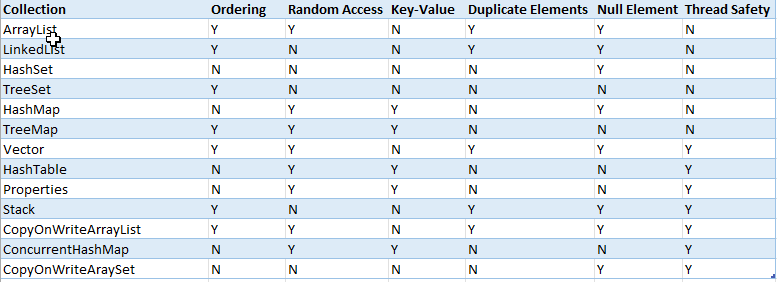 Collection Ordering Random Access Key-Value Duplicate Elements Null Element Thread Safety
ArrayList Y Y N Y Y N
LinkedList Y N N Y Y N
HashSet N N N N Y N
TreeSet Y N N N N N
HashMap N Y Y N Y N
TreeMap Y Y Y N N N
Vector Y Y N Y Y Y
HashTable N Y Y N N Y
Properties N Y Y N N Y
Stack Y N N Y Y Y
CopyOnWriteArrayList Y Y N Y Y Y
ConcurrentHashMap N Y Y N N Y
CopyOnWriteAraySet N N N N Y Y